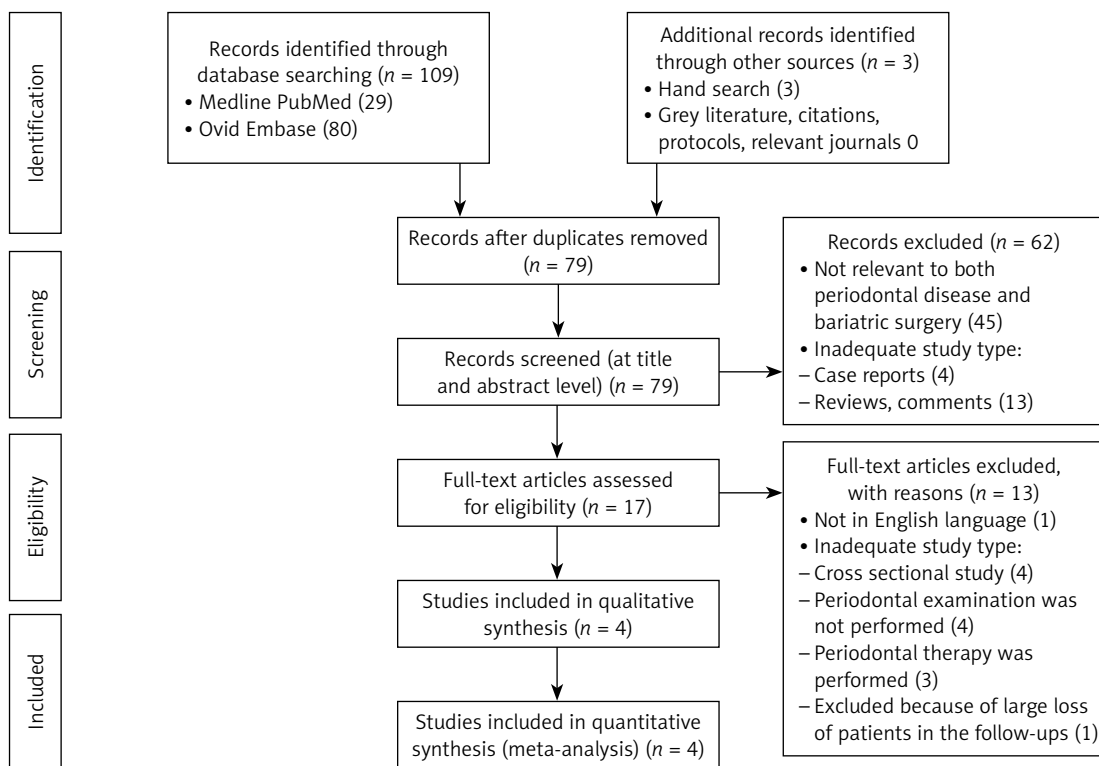 Identification
Records identified through
database searching (n = 109)
• Medline PubMed (29)
• Ovid Embase (80)
Additional records identified
through other sources (n = 3)
• Hand search (3)
• Grey literature, citations,
protocols, relevant journals 0
Records after duplicates removed
(n = 79)
Screening
Records screened (at title
and abstract level) n = 79)
Records excluded (n = 62)
• Not relevant to both
periodontal disease and
bariatric surgery (45)
• Inadequate study type:
– Case reports (4)
– Reviews, comments (13)
Eligibility
Full-text articles assessed
for eligibility (n = 17)
Full-text articles excluded,
with reasons (n = 13)
• Not in English language (1)
• Inadequate study type:
– Cross sectional study (4)
– Periodontal examination was
not performed (4)
– Periodontal therapy was
performed (3)
– Excluded because of large loss
of patients in the follow-ups (1)
Studies included in qualitative
synthesis (n = 4)
Included
Studies included in quantitative
synthesis (meta-analysis) (n = 4)